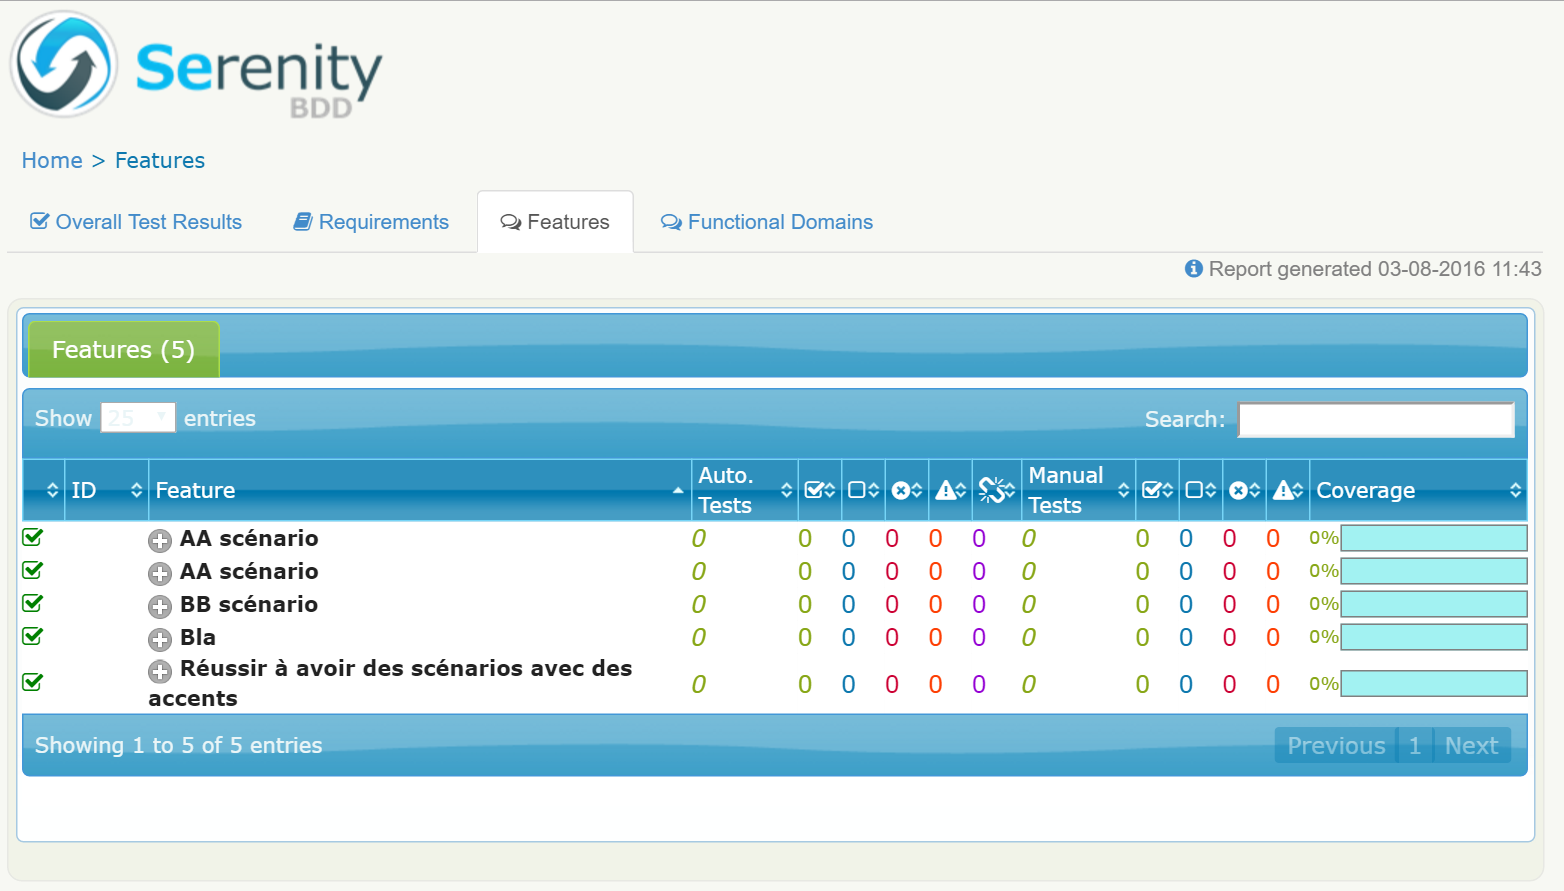 Serenity
BDD
Home > Features
Overall Test Results Requirements Features Functional Domains
Report generated 03-08-2016 11:43
Features (5)
Show 25 entries Search:
ID Feature Auto. Tests Manual Tests Coverage
AA scénario 0 0 0 0 0 0 0 0 0 0 0 0%
AA scénario 0 0 0 0 0 0 0 0 0 0 0 0%
BB scénario 0 0 0 0 0 0 0 0 0 0 0 0%
Bla 0 0 0 0 0 0 0 0 0 0 0 0%
Réussir à avoir des scénarios avec des
accents 0 0 0 0 0 0 0 0 0 0 0 0%
Showing 1 to 5 of 5 entries Previous 1 Next